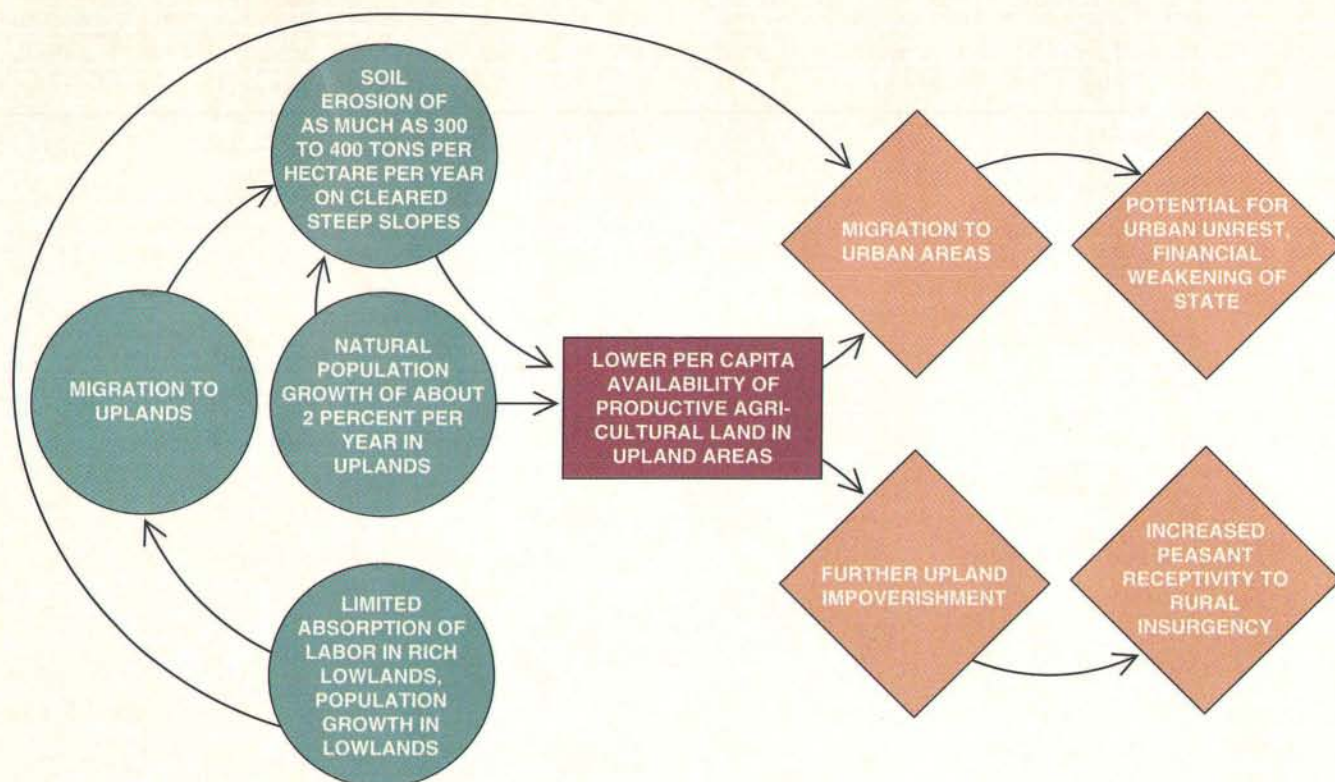 SOIL
EROSION OF
AS MUCH AS 300
TO 400 TONS PER
HECTARE PER YEAR
ON CLEARED
STEEP SLOPES
MIGRATION TO
UPLANDS
NATURAL
POPULATION
GROWTH OF ABOUT
2 PERCENT PER
YEAR IN
UPLANDS
LIMITED
ABSORPTION OF
LABOR IN RICH
LOWLANDS,
POPULATION
GROWTH IN
LOWLANDS
LOWER PER CAPITA
AVAILABILITY OF
PRODUCTIVE AGRI-
CULTURAL LAND IN
UPLAND AREAS
MIGRATION TO
URBAN AREAS
POTENTIAL FOR
URBAN UNREST,
FINANCIAL
WEAKENING OF
STATE
FURTHER UPLAND
IMPOVERISHMENT
INCREASED
PEASANT
RECEPTIVITY TO
RURAL
INSURGENCY